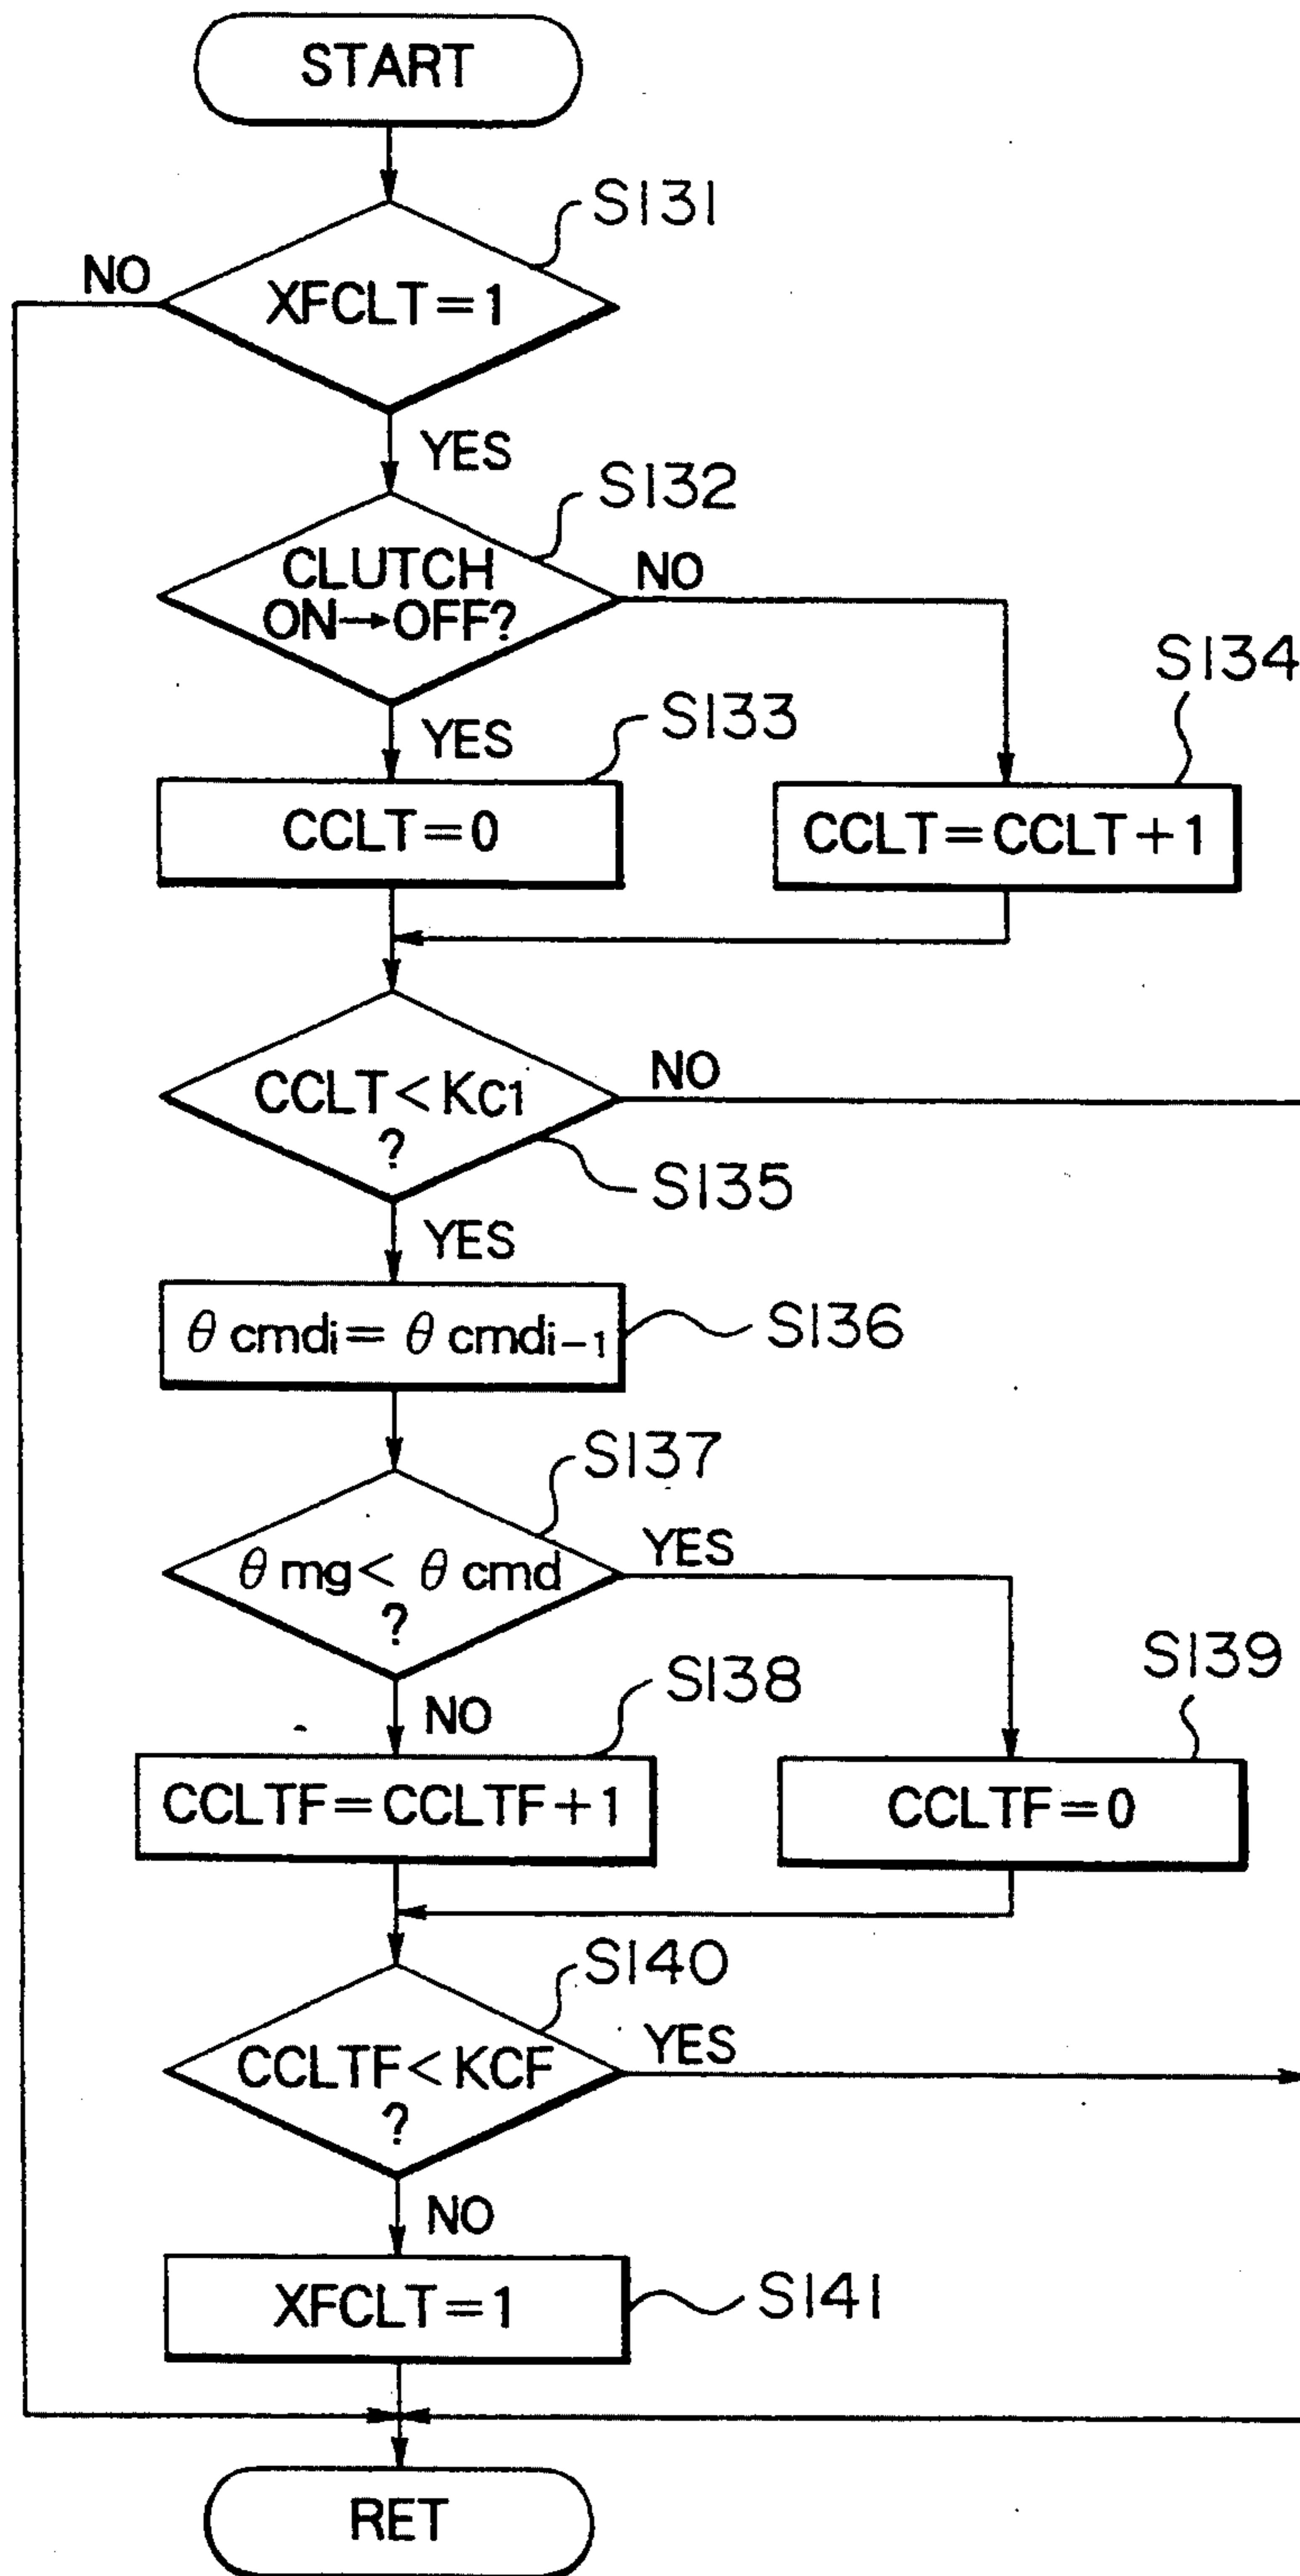 START
S131
NO
XFCLT=1
YES
S132
CLUTCH
ON→OFF?
NO
S134
YES
S133
CCLT=0
CCLT=CCLT+1
CCLT<KC1
?
NO
S135
YES
θ cmdi= θ cmdi-1
S136
S137
θ mg< θ cmd
?
YES
S139
NO
S138
CCLTF=CCLTF+1
CCLTF=0
S140
CCLTF<KCF
?
YES
NO
XFCLT=1
S141
RET